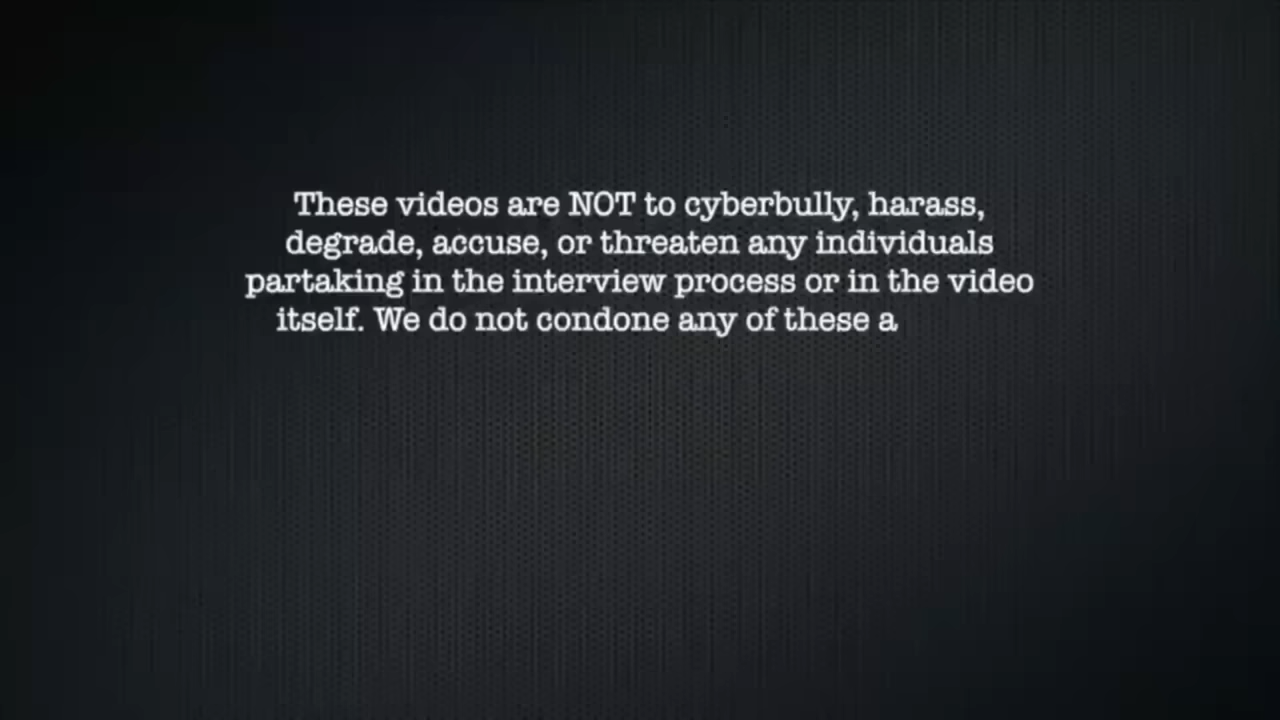 These videos are NOT to cyberbully, harass,
degrade, accuse, or threaten any individuals
partaking in the interview process or in the video
itself. We do not condone any of these a